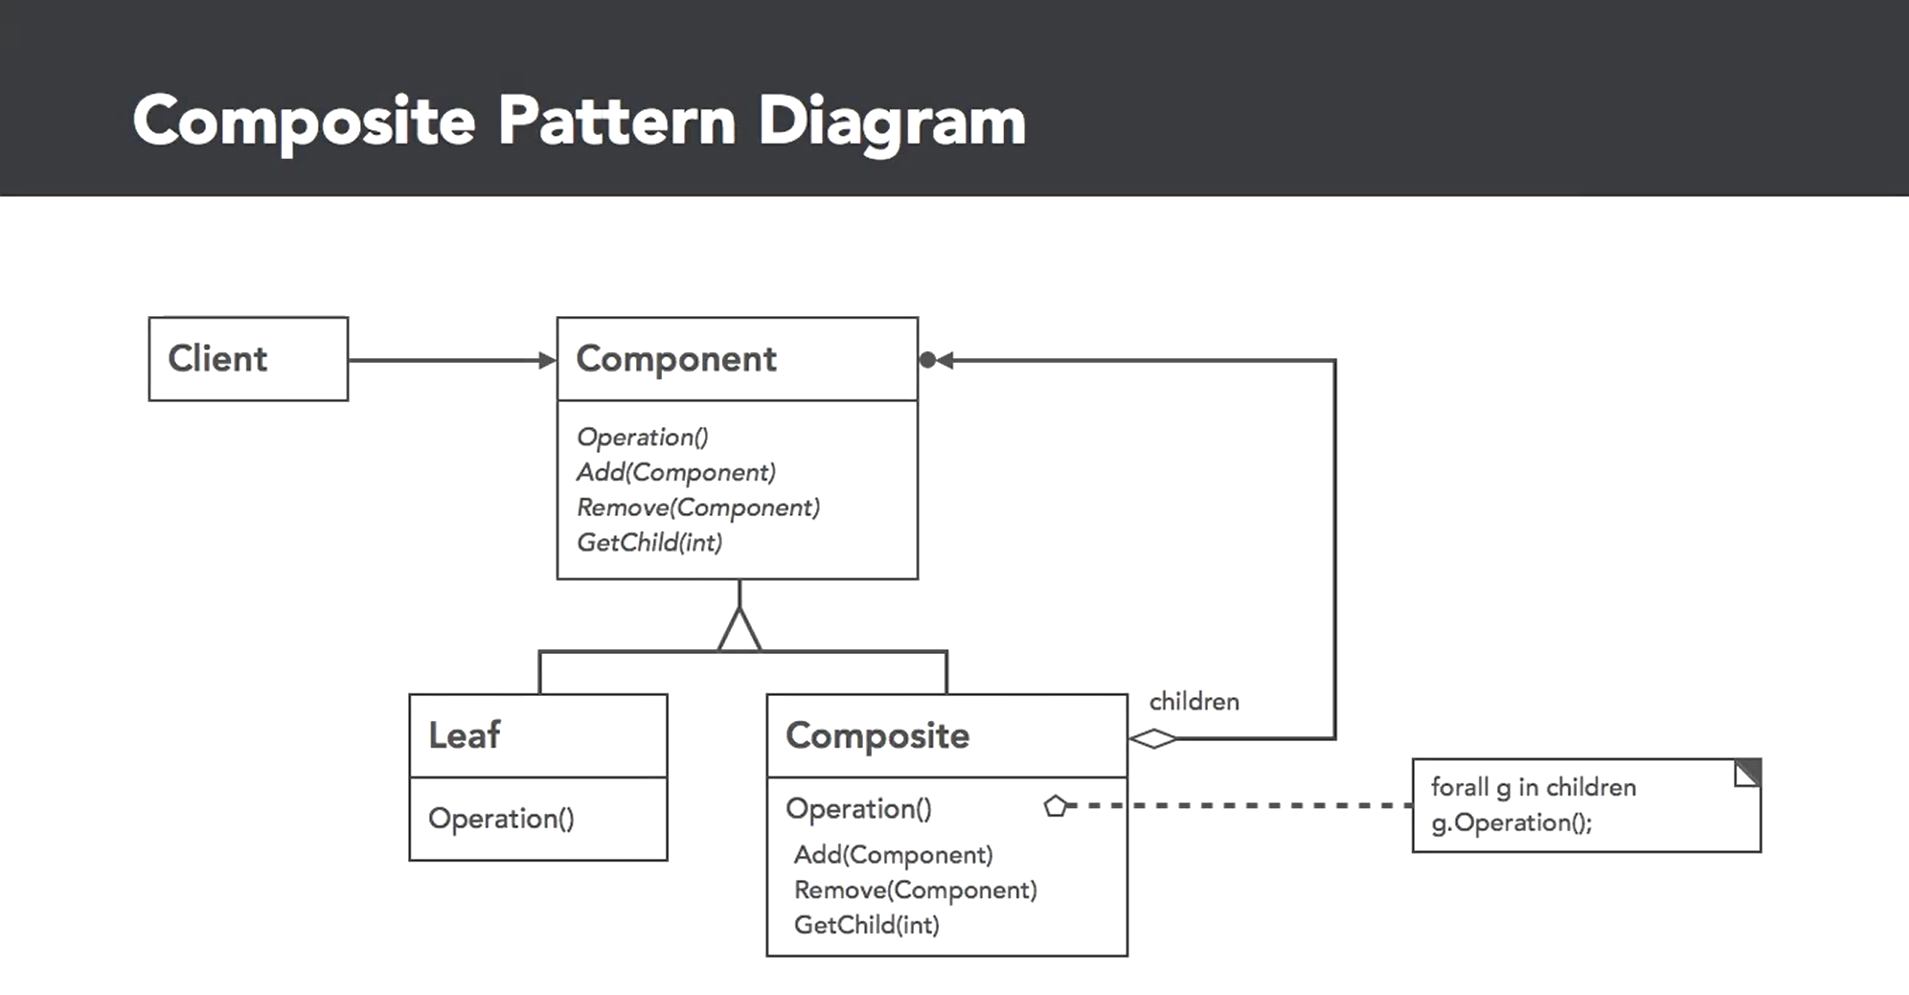 Composite Pattern Diagram
Client
Component
Operation()
Add(Component)
Remove(Component)
GetChild(int)
Leaf
Operation()
Composite
Operation()
Add(Component)
Remove(Component)
GetChild(int)
children
forall g in children
g.Operation();